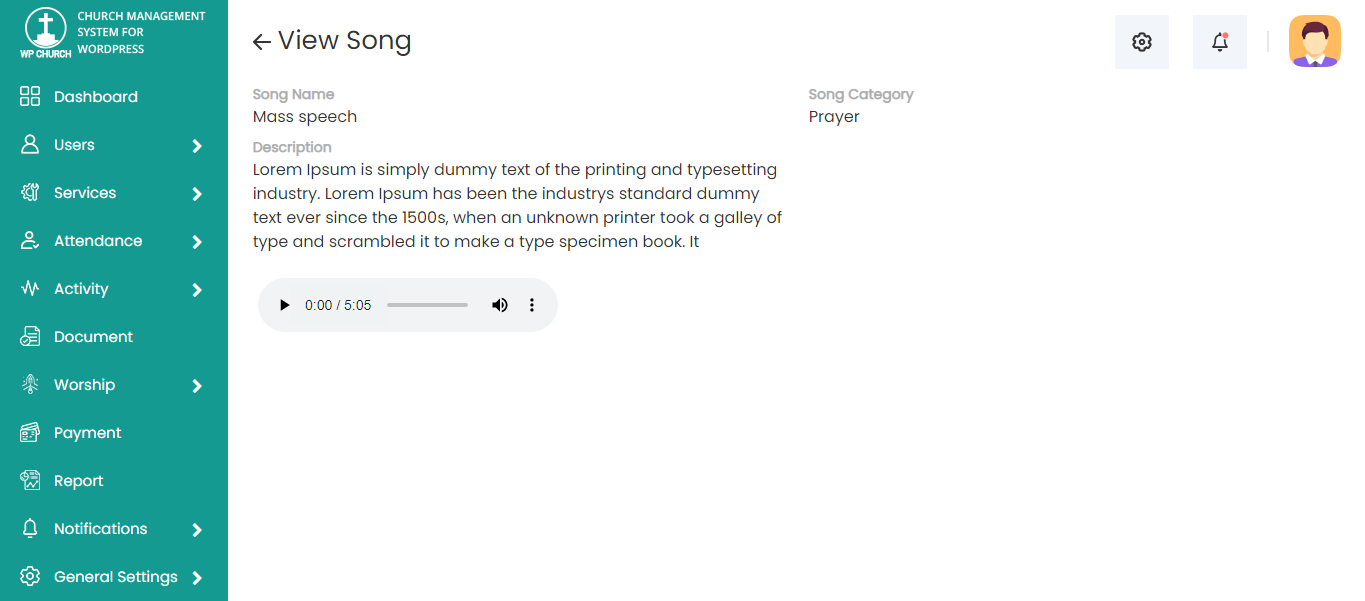 WP CHURCH
CHURCH MANAGEMENT
SYSTEM FOR
WORDPRESS
Dashboard
Users
Services
Attendance
Activity
Document
Worship
Payment
Report
Notifications
General Settings
View Song
Song Name
Mass speech
Song Category
Prayer
Description
Lorem Ipsum is simply dummy text of the printing and typesetting
industry. Lorem Ipsum has been the industrys standard dummy
text ever since the 1500s, when an unknown printer took a galley of
type and scrambled it to make a type specimen book. It
0:00 / 5:05